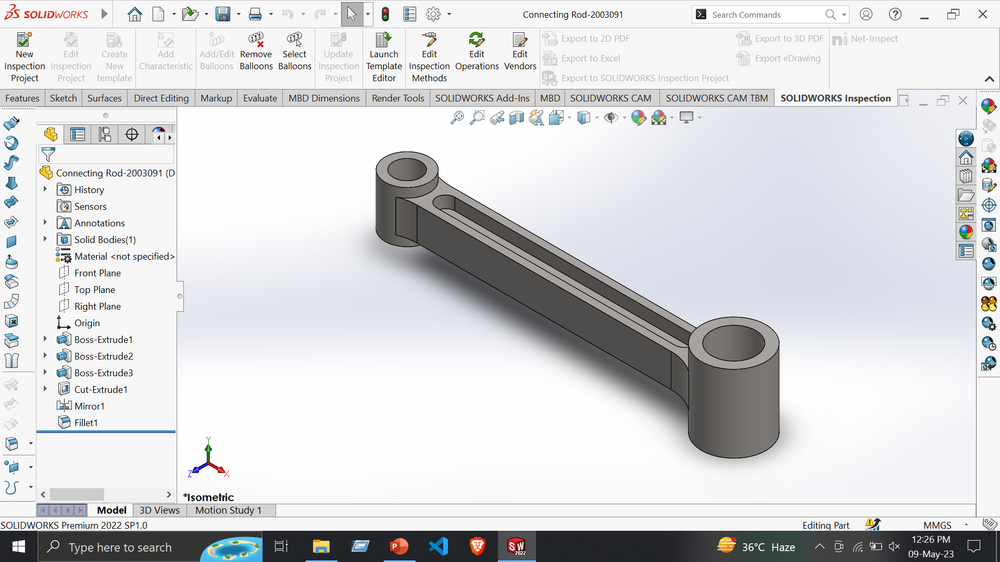 SOLIDWORKS
Connecting Rod-2003091
Search Commands
New Inspection Project
Edit Inspection Project
Create New template
Add Characteristic
Add/Edit Balloons
Remove Balloons
Select Balloons
Update Inspection Project
Launch Template Editor
Edit Inspection Methods
Edit Operations
Edit Vendors
Export to 2D PDF
Export to Excel
Export to SOLIDWORKS Inspection Project
Export to 3D PDF
Export eDrawing
Net-Inspect
Features
Sketch
Surfaces
Direct Editing
Markup
Evaluate
MBD Dimensions
Render Tools
SOLIDWORKS Add-Ins
MBD
SOLIDWORKS CAM
SOLIDWORKS CAM TBM
SOLIDWORKS Inspection
Connecting Rod-2003091 (D
History
Sensors
Annotations
Solid Bodies(1)
Material <not specified>
Front Plane
Top Plane
Right Plane
Origin
Boss-Extrude1
Boss-Extrude2
Boss-Extrude3
Cut-Extrude1
Mirror1
Fillet1
Y
Z
X
*Isometric
Model
3D Views
Motion Study 1
SOLIDWORKS Premium 2022 SP1.0
Editing Part
MMGS
Type here to search
36°C Haze
12:26 PM
09-May-23